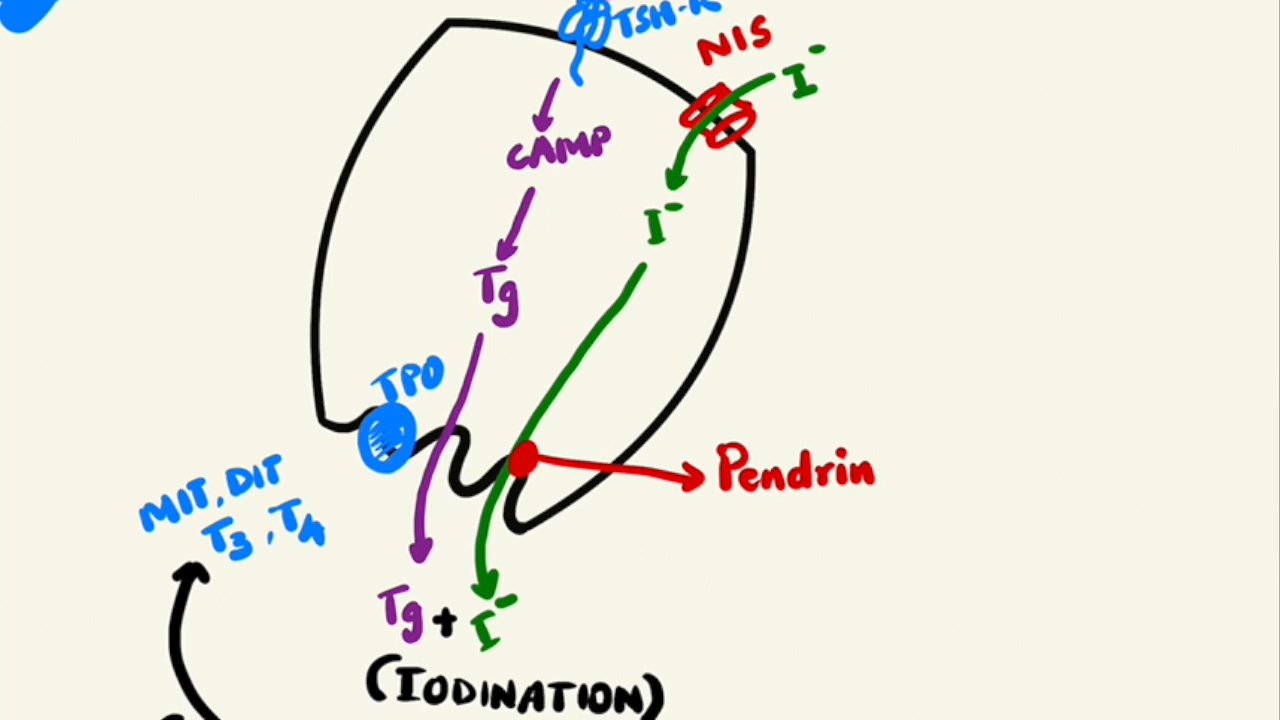 TSH-R
NIS
I-
cAMP
I-
Tg
TPO
Pendrin
MIT, DIT
T3, T4
Tg + I-
(IODINATION)